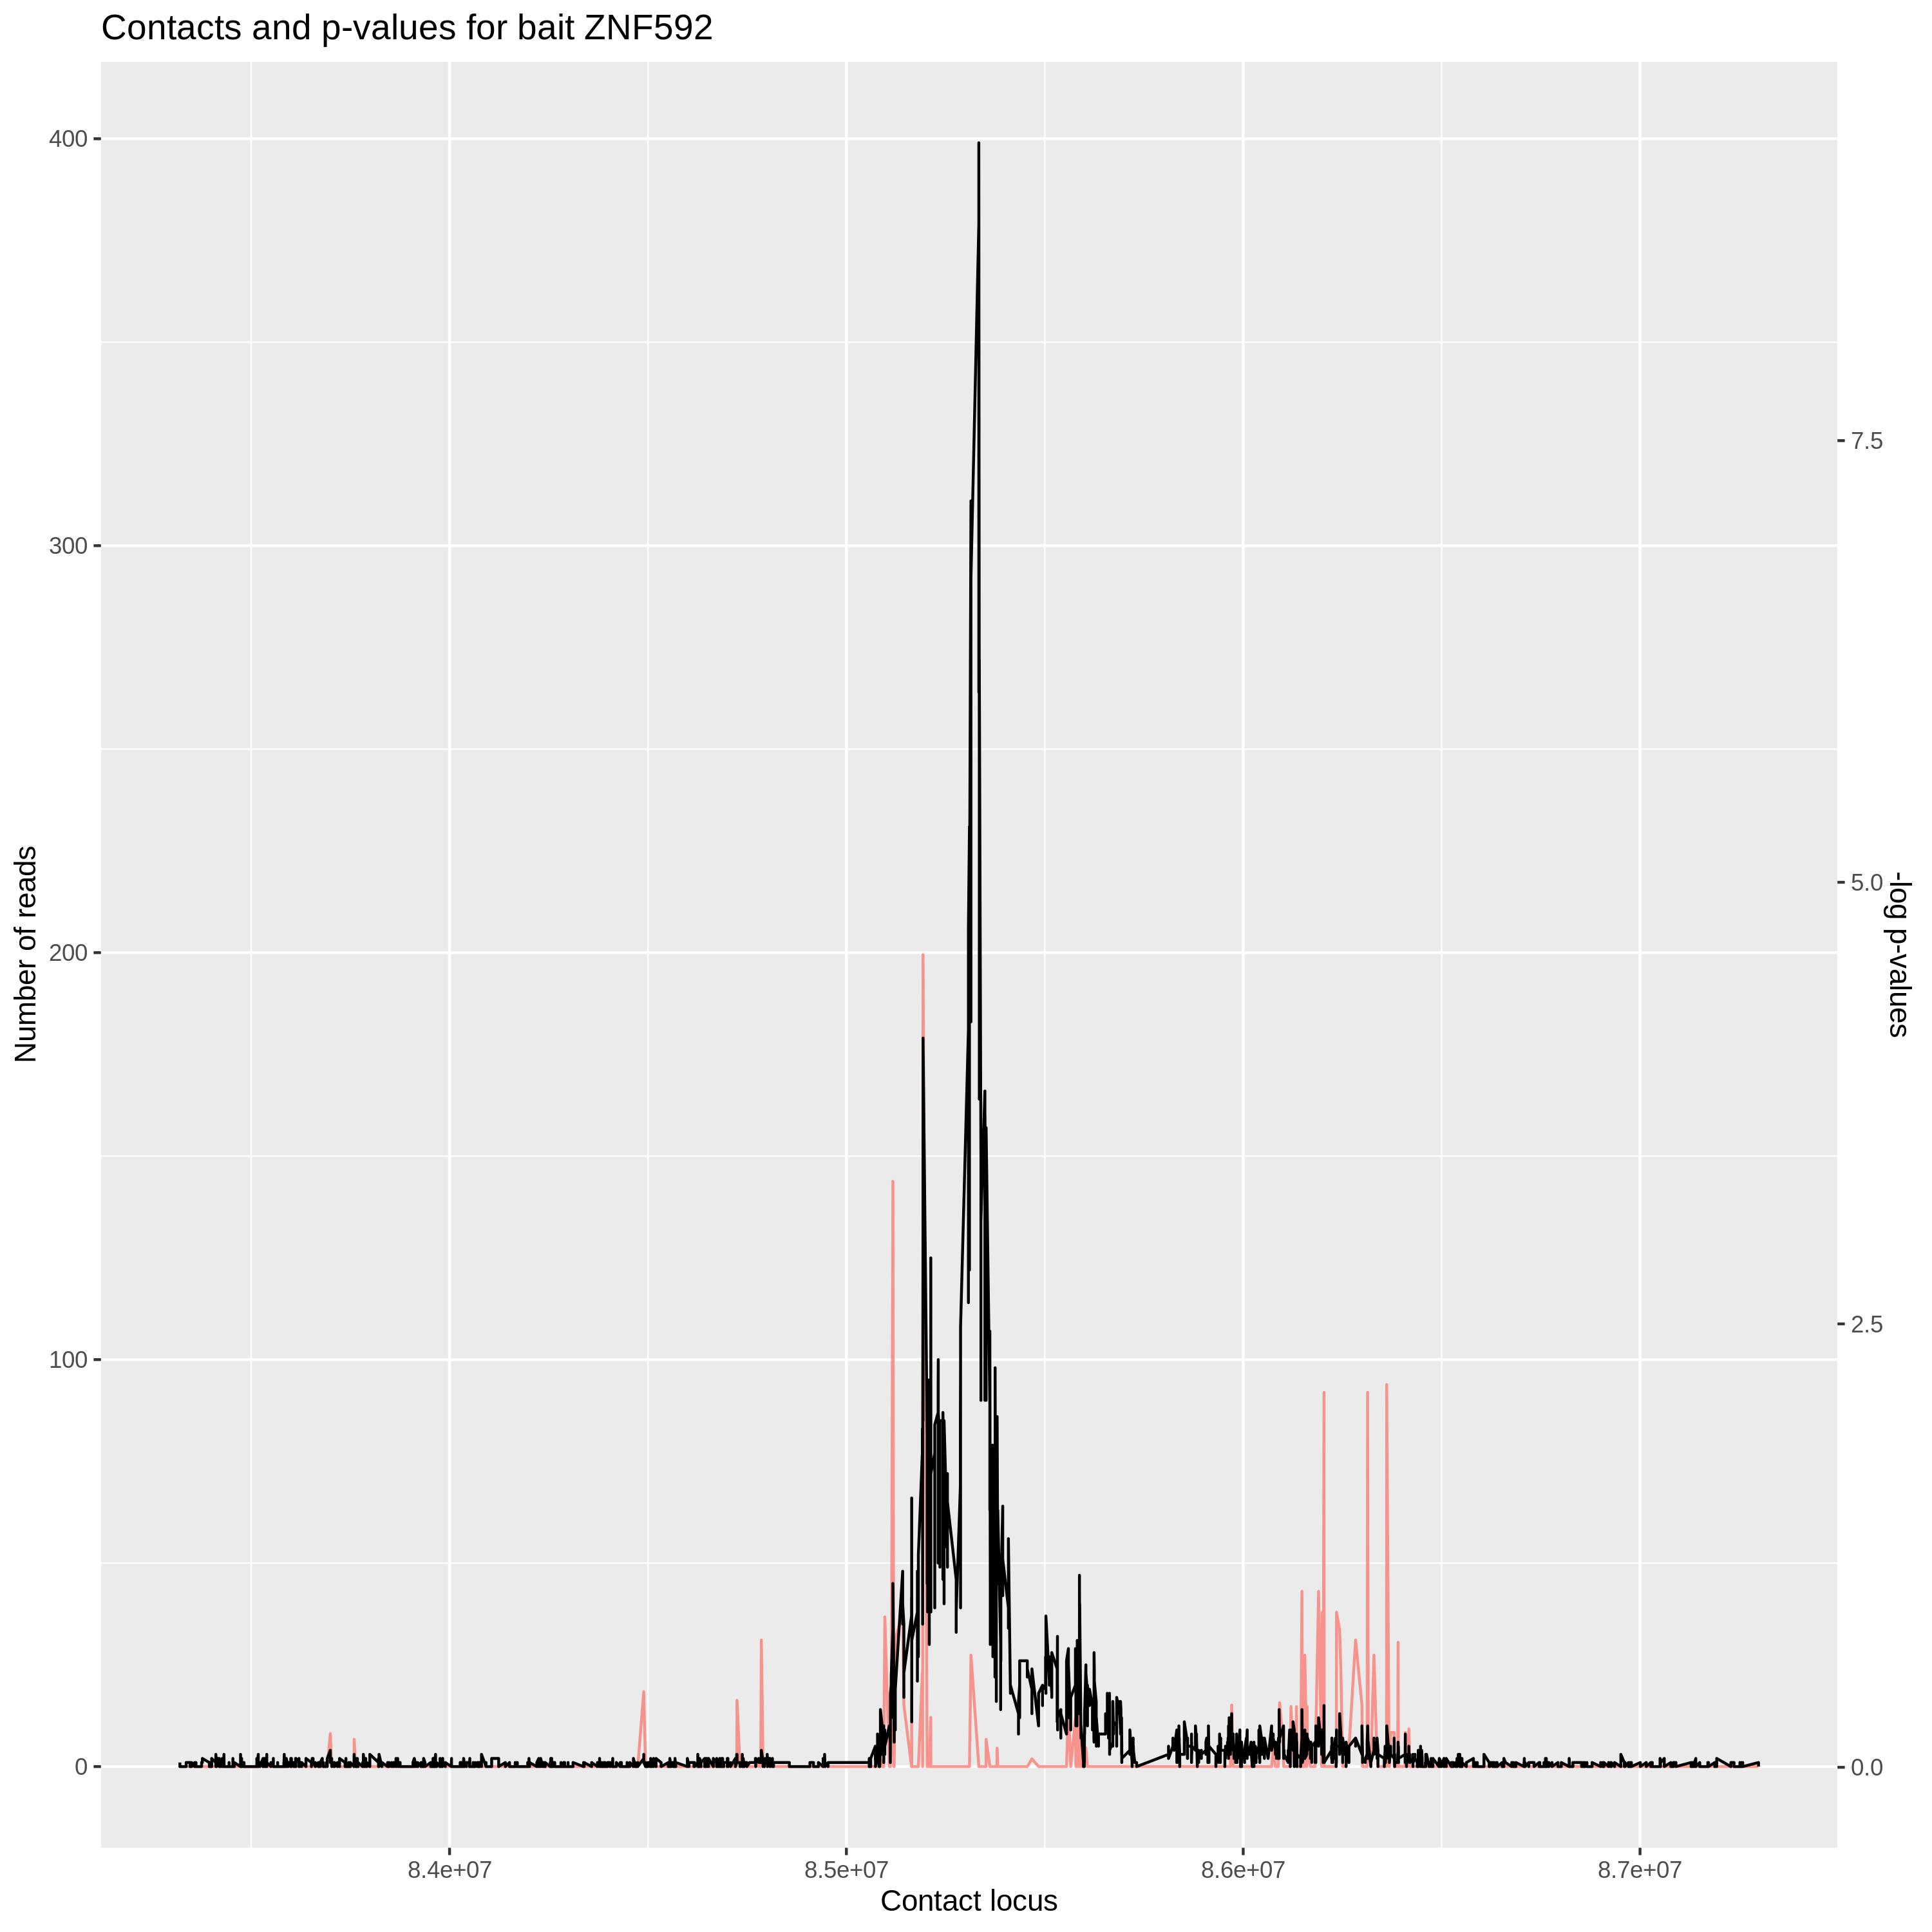 Contacts and p-values for bait ZNF592
400
300
200
100
0
Number of reads
7.5
5.0
2.5
0.0
-log p-values
8.4e+07
8.5e+07
8.6e+07
8.7e+07
Contact locus